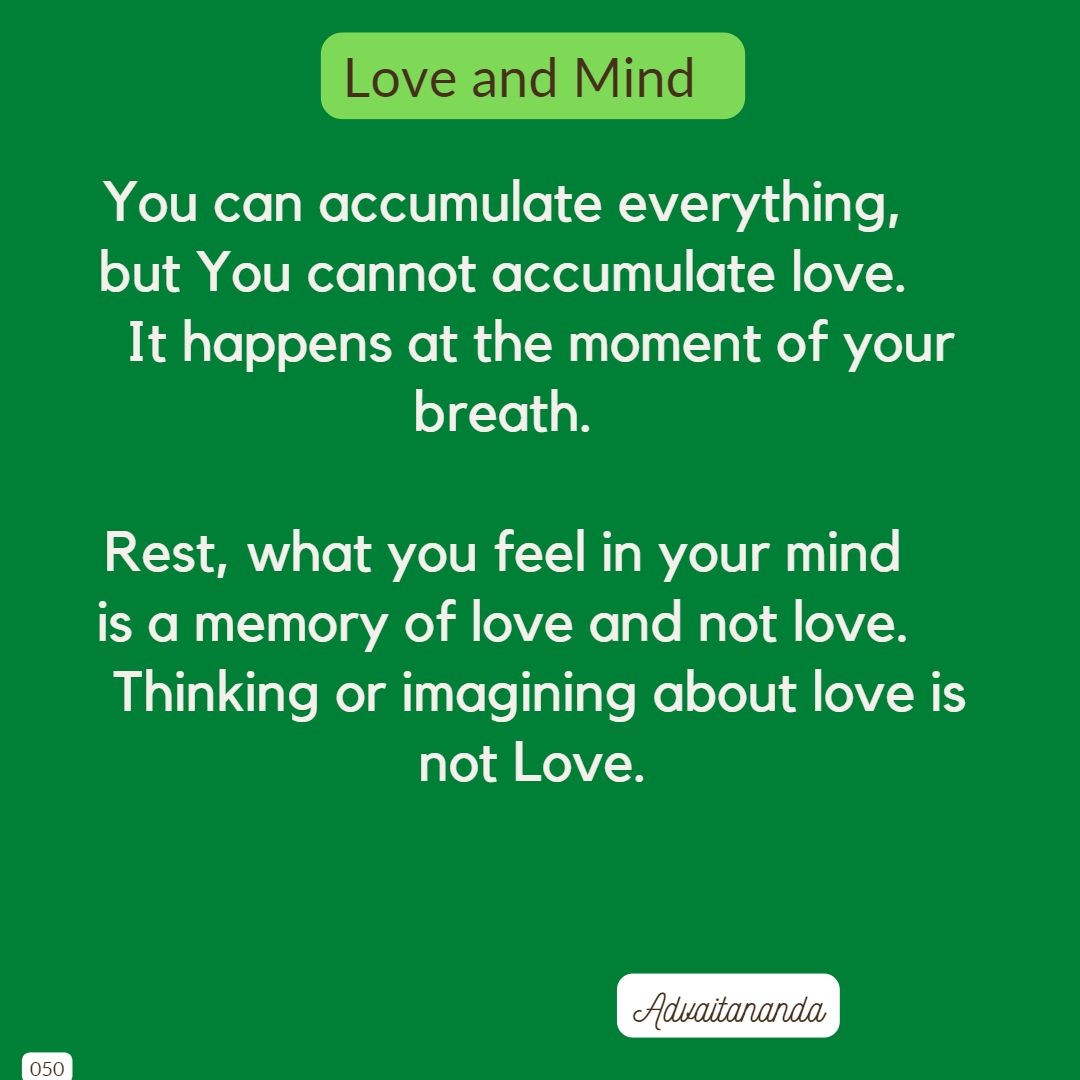 Love and Mind
You can accumulate everything,
but You cannot accumulate love.
It happens at the moment of your
breath.
Rest, what you feel in your mind
is a memory of love and not love.
Thinking or imagining about love is
not Love.
Advaitananda
050